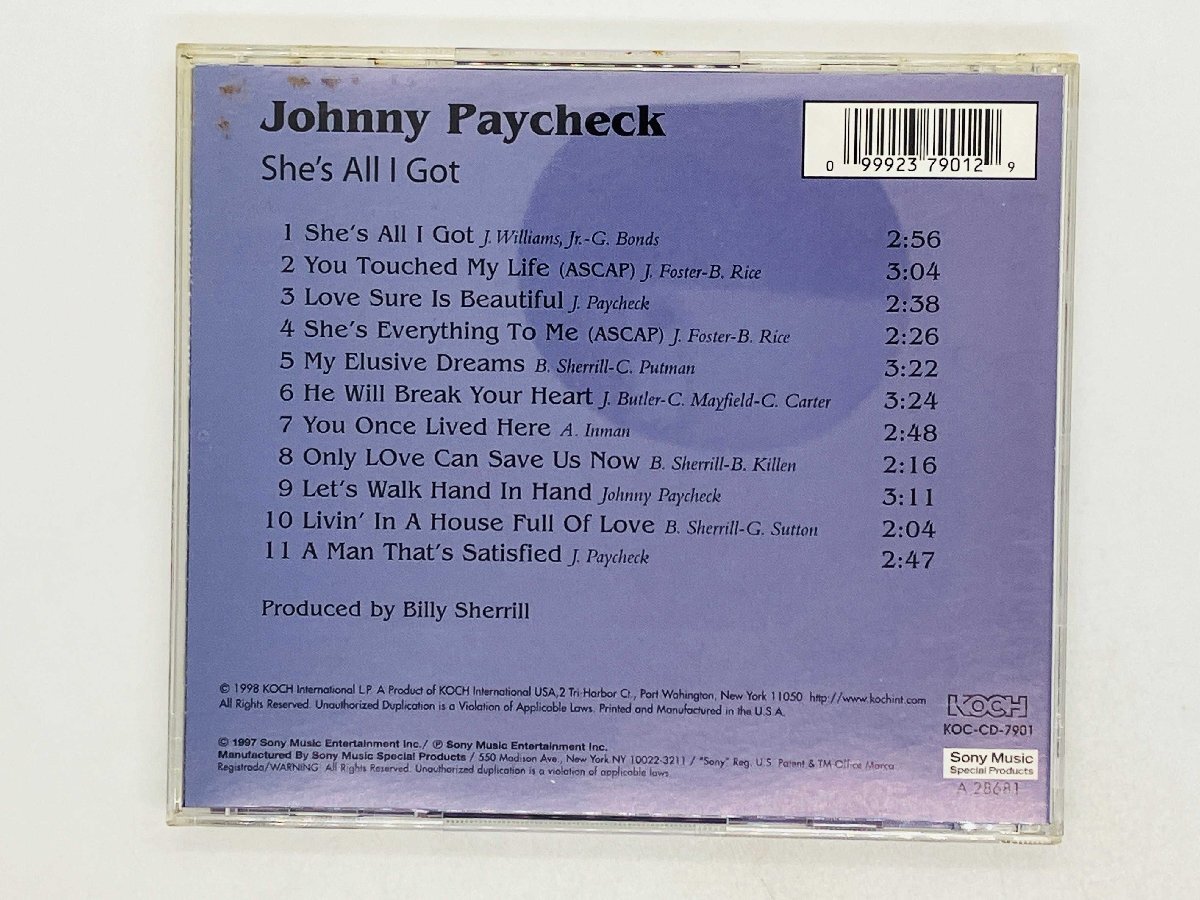 Johnny Paycheck
She's All I Got
0 99923 79012 9
1 She's All I Got J. Williams, Jr.-G. Bonds 2:56
2 You Touched My Life (ASCAP) J. Foster-B. Rice 3:04
3 Love Sure Is Beautiful J. Paycheck 2:38
4 She's Everything To Me (ASCAP) J. Foster-B. Rice 2:26
5 My Elusive Dreams B. Sherrill-C. Putman 3:22
6 He Will Break Your Heart J. Butler-C. Mayfield-C. Carter 3:24
7 You Once Lived Here A. Inman 2:48
8 Only LOve Can Save Us Now B. Sherrill-B. Killen 2:16
9 Let's Walk Hand In Hand Johnny Paycheck 3:11
10 Livin' In A House Full Of Love B. Sherrill-G. Sutton 2:04
11 A Man That's Satisfied J. Paycheck 2:47
Produced by Billy Sherrill
© 1998 KOCH International L.P. A Product of KOCH International USA,2 Tri-Harbor Ct., Port Wahington, New York 11050 http://www.kochint.com
All Rights Reserved. Unauthorized Duplication is a Violation of Applicable Laws. Printed and Manufactured in the U.S.A.
KOCH
KOC-CD-7901
© 1997 Sony Music Entertainment Inc./ ℗ Sony Music Entertainment Inc.
Manufactured By Sony Music Special Products / 550 Madison Ave., New York NY 10022-3211 / "Sony" Reg. U.S. Patent & TM Office Marca
Registrada/WARNING: All Rights Reserved. Unauthorized duplication is a violation of applicable laws.
Sony Music
Special Products
A 28681